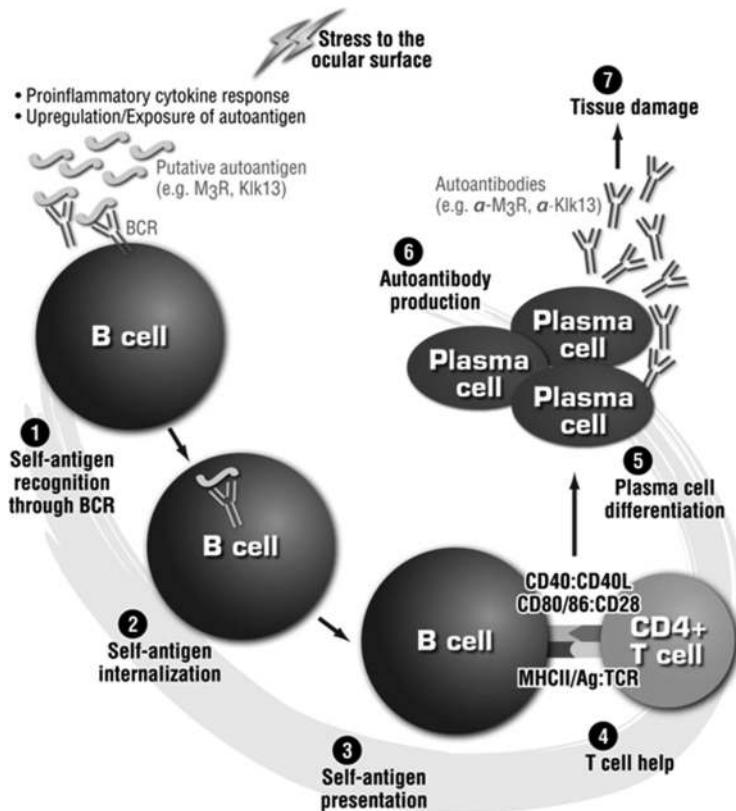 Stress to the
ocular surface
• Proinflammatory cytokine response
• Upregulation/Exposure of autoantigen
Putative autoantigen
(e.g. M3R, Klk13)
BCR
B cell
1
Self-antigen
recognition
through BCR
B cell
2
Self-antigen
internalization
B cell
3
Self-antigen
presentation
CD40:CD40L
CD80/86:CD28
MHCII/Ag:TCR
CD4+
T cell
4
T cell help
5
Plasma cell
differentiation
Plasma
cell
Plasma
cell
Plasma
cell
6
Autoantibody
production
Autoantibodies
(e.g. α-M3R, α-Klk13)
7
Tissue damage